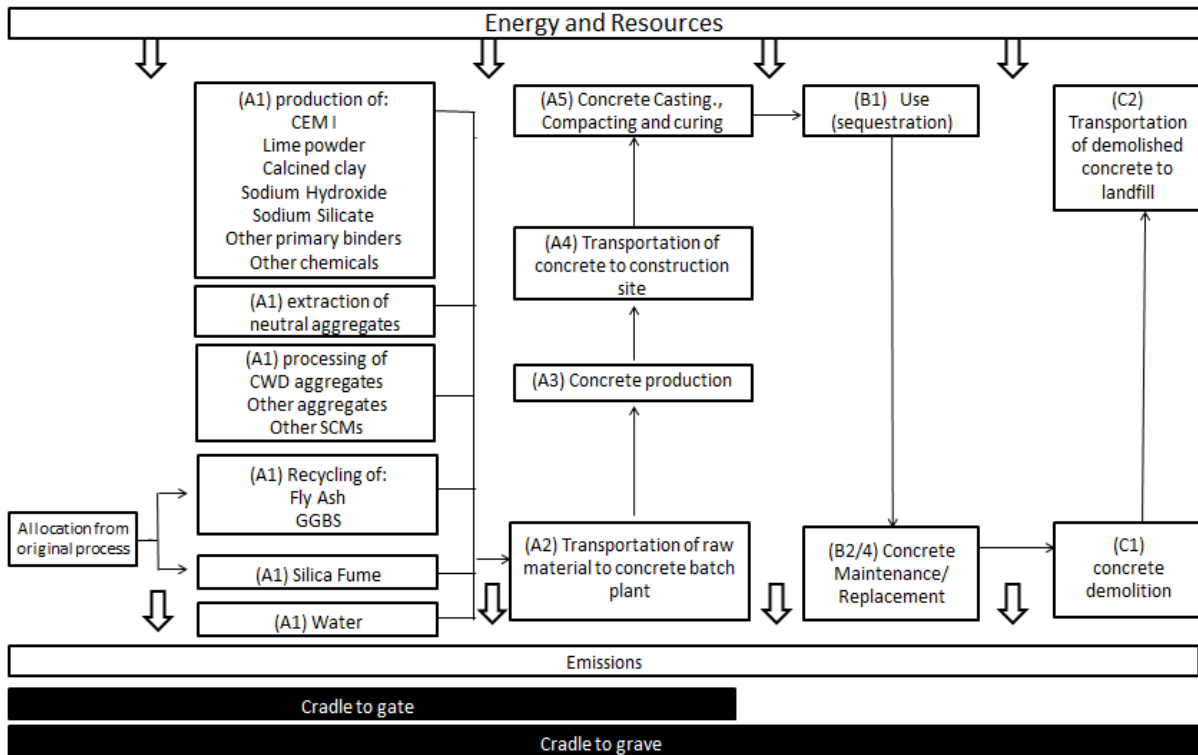 Energy and Resources
(A1) production of:
CEM I
Lime powder
Calcined clay
Sodium Hydroxide
Sodium Silicate
Other primary binders
Other chemicals
(A1) extraction of
neutral aggregates
(A1) processing of
CWD aggregates
Other aggregates
Other SCMs
(A1) Recycling of:
Fly Ash
GGBS
Allocation from
original process
(A1) Silica Fume
(A1) Water
(A5) Concrete Casting.,
Compacting and curing
(A4) Transportation of
concrete to construction
site
(A3) Concrete production
(A2) Transportation of raw
material to concrete batch
plant
(B1) Use
(sequestration)
(B2/4) Concrete
Maintenance/
Replacement
(C2)
Transportation
of demolished
concrete to
landfill
(C1)
concrete
demolition
Emissions
Cradle to gate
Cradle to grave